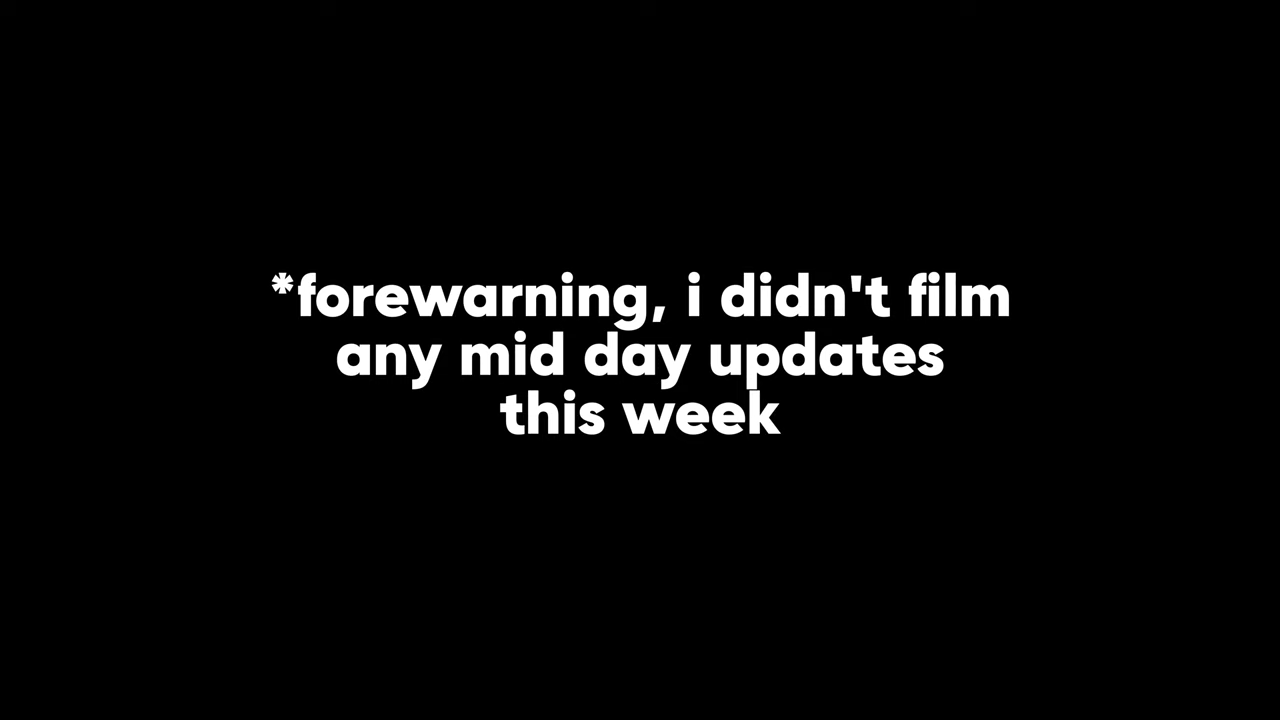 *forewarning, i didn't film
any mid day updates
this week